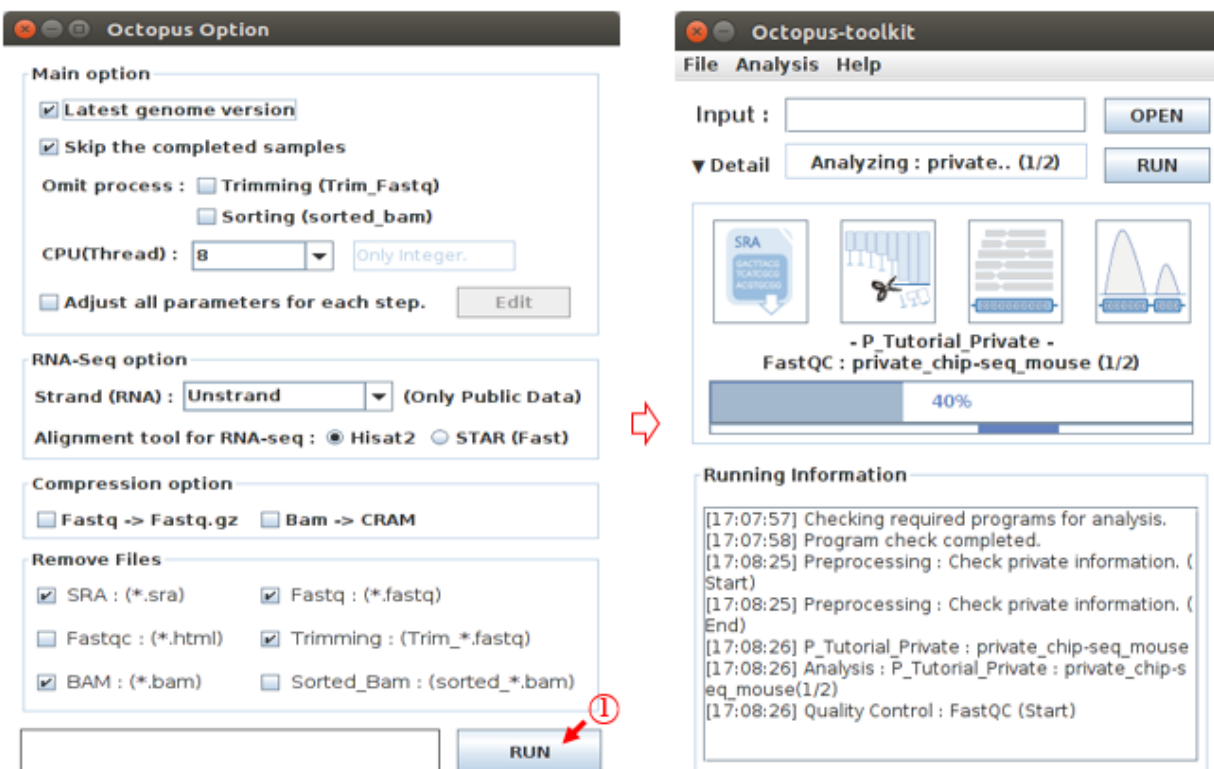 Octopus Option
Main option
Latest genome version
Skip the completed samples
Omit process : Trimming (Trim_Fastq)
Sorting (sorted_bam)
CPU(Thread) : 8 Only Integer.
Adjust all parameters for each step. Edit
RNA-Seq option
Strand (RNA) : Unstrand (Only Public Data)
Alignment tool for RNA-seq : Hisat2 STAR (Fast)
Compression option
Fastq -> Fastq.gz Bam -> CRAM
Remove Files
SRA : (*.sra) Fastq : (*.fastq)
Fastqc : (*.html) Trimming : (Trim_*.fastq)
BAM : (*.bam) Sorted_Bam : (sorted_*.bam)
①
RUN
Octopus-toolkit
File Analysis Help
Input : OPEN
▼ Detail Analyzing : private.. (1/2) RUN
SRA
GACTTACG
TCATCGCG
ACGTGCGG
- P_Tutorial_Private -
FastQC : private_chip-seq_mouse (1/2)
40%
Running Information
[17:07:57] Checking required programs for analysis.
[17:07:58] Program check completed.
[17:08:25] Preprocessing : Check private information. (
Start)
[17:08:25] Preprocessing : Check private information. (
End)
[17:08:26] P_Tutorial_Private : private_chip-seq_mouse
[17:08:26] Analysis : P_Tutorial_Private : private_chip-s
eq_mouse(1/2)
[17:08:26] Quality Control : FastQC (Start)